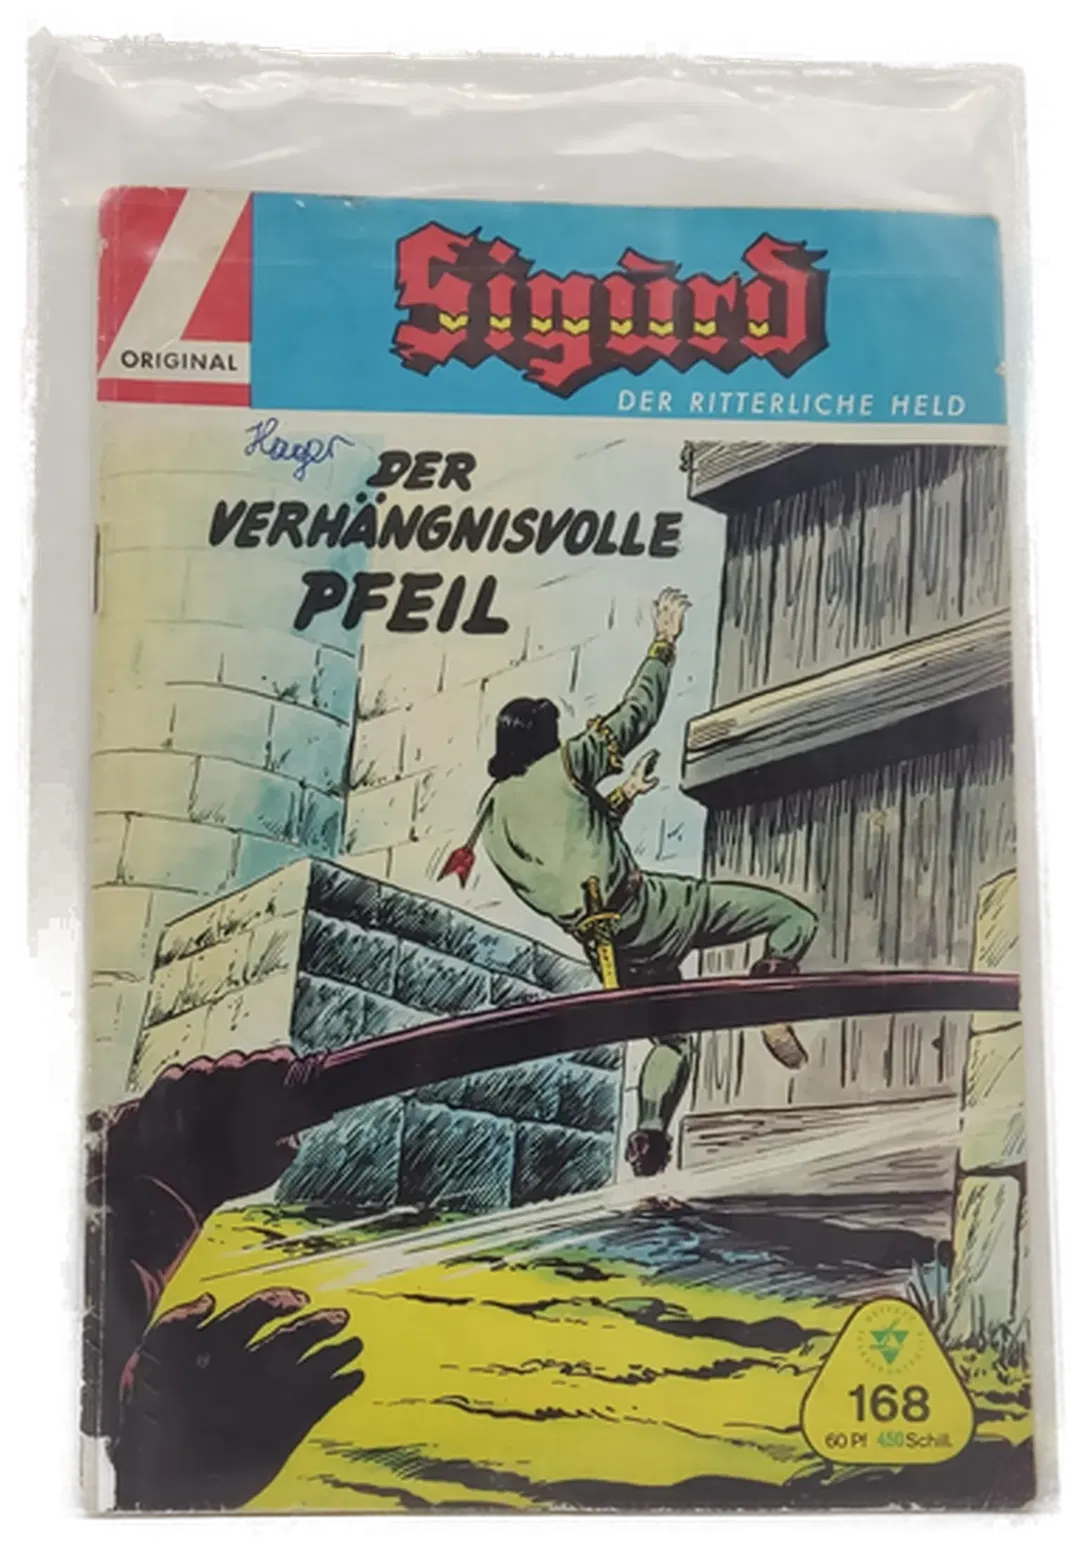 ORIGINAL
Sigurd
DER RITTERLICHE HELD
Hager
DER
VERHÄNGNISVOLLE
PFEIL
168
60 Pf 4.50 Schill.